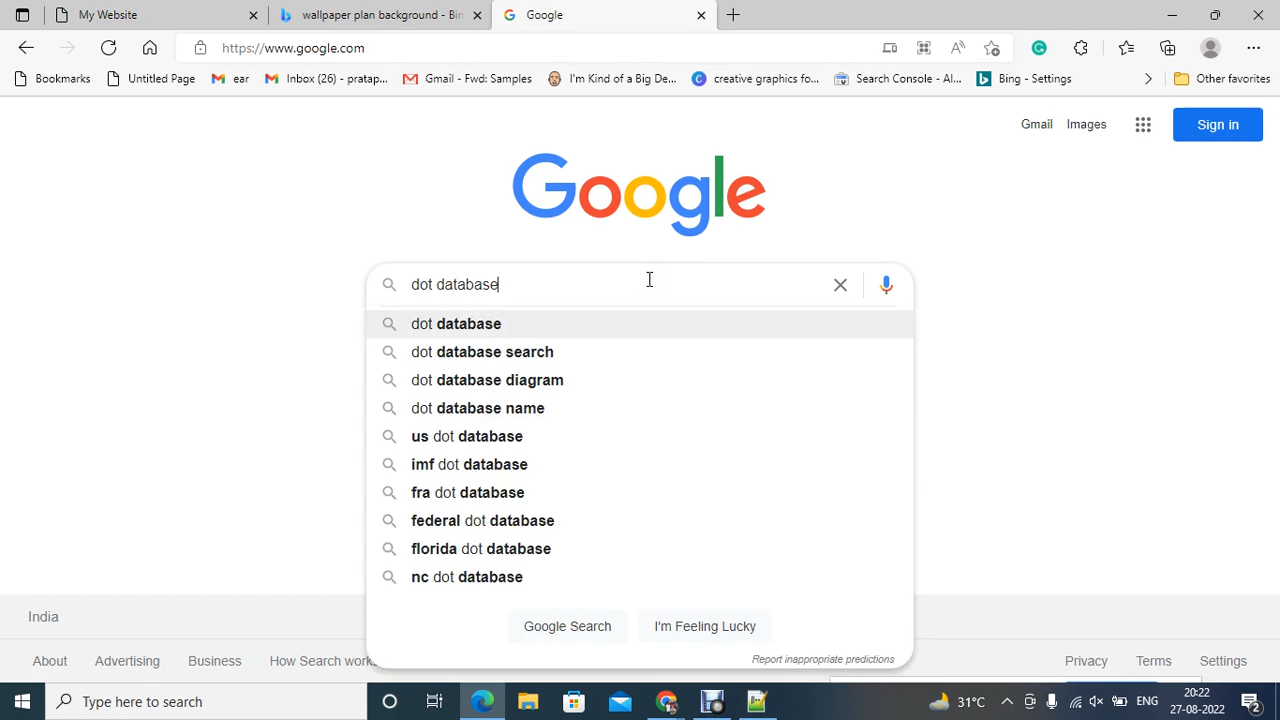 My Website
wallpaper plan background - Bin
Google
https://www.google.com
Bookmarks
Untitled Page
ear
Inbox (26) - pratap...
Gmail - Fwd: Samples
I'm Kind of a Big De...
creative graphics fo...
Search Console - Al...
Bing - Settings
Other favorites
Gmail
Images
Sign in
Google
dot database
dot database
dot database search
dot database diagram
dot database name
us dot database
imf dot database
fra dot database
federal dot database
florida dot database
nc dot database
Google Search
I'm Feeling Lucky
Report inappropriate predictions
India
About
Advertising
Business
How Search works
Privacy
Terms
Settings
Type here to search
31°C
ENG
20:22
27-08-2022
2